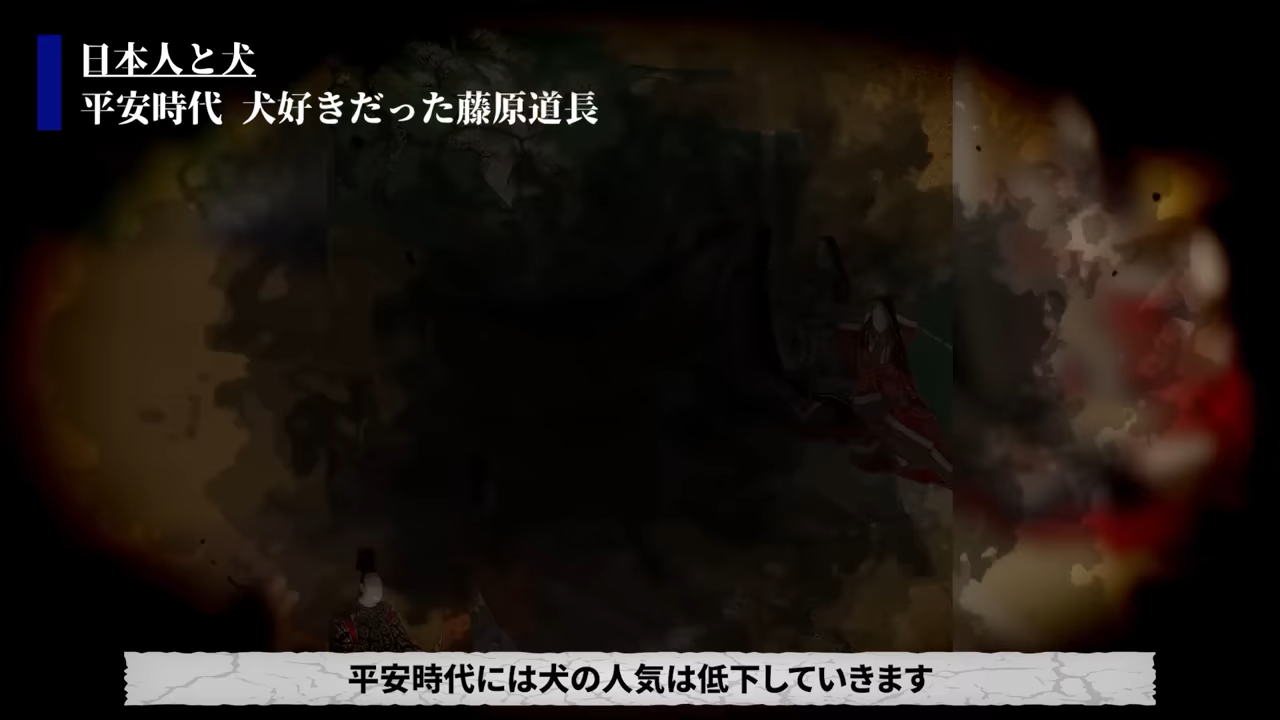 日本人と犬
平安時代 犬好きだった藤原道長
平安時代には犬の人気は低下していきます